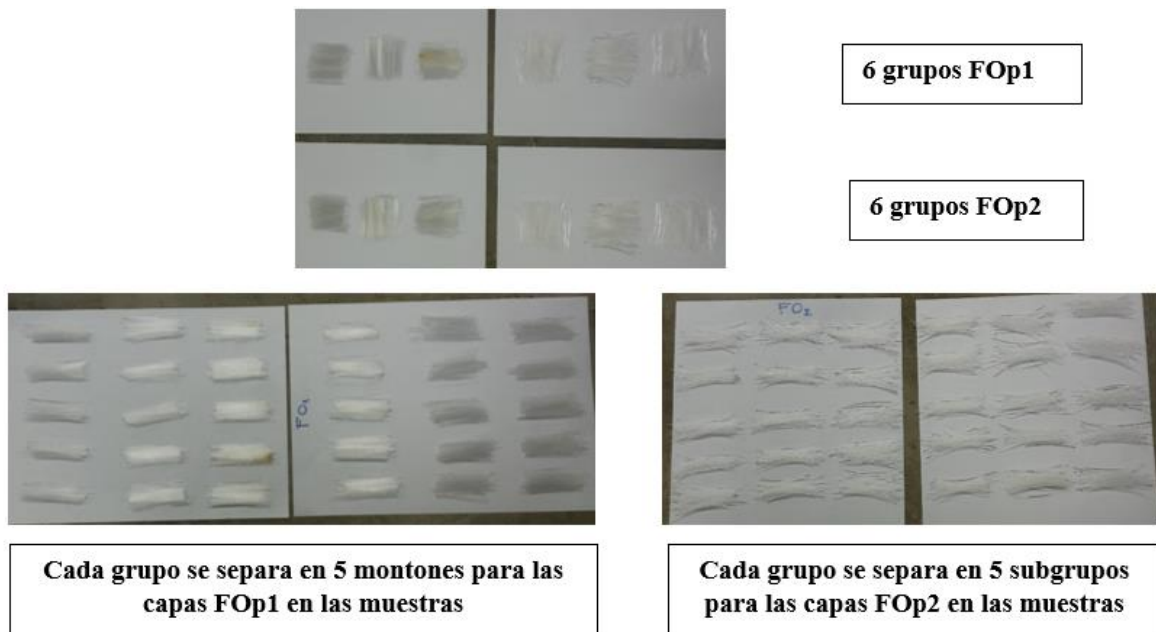 6 grupos FOp1
6 grupos FOp2
FO1
FO2
Cada grupo se separa en 5 montones para las
capas FOp1 en las muestras
Cada grupo se separa en 5 subgrupos
para las capas FOp2 en las muestras